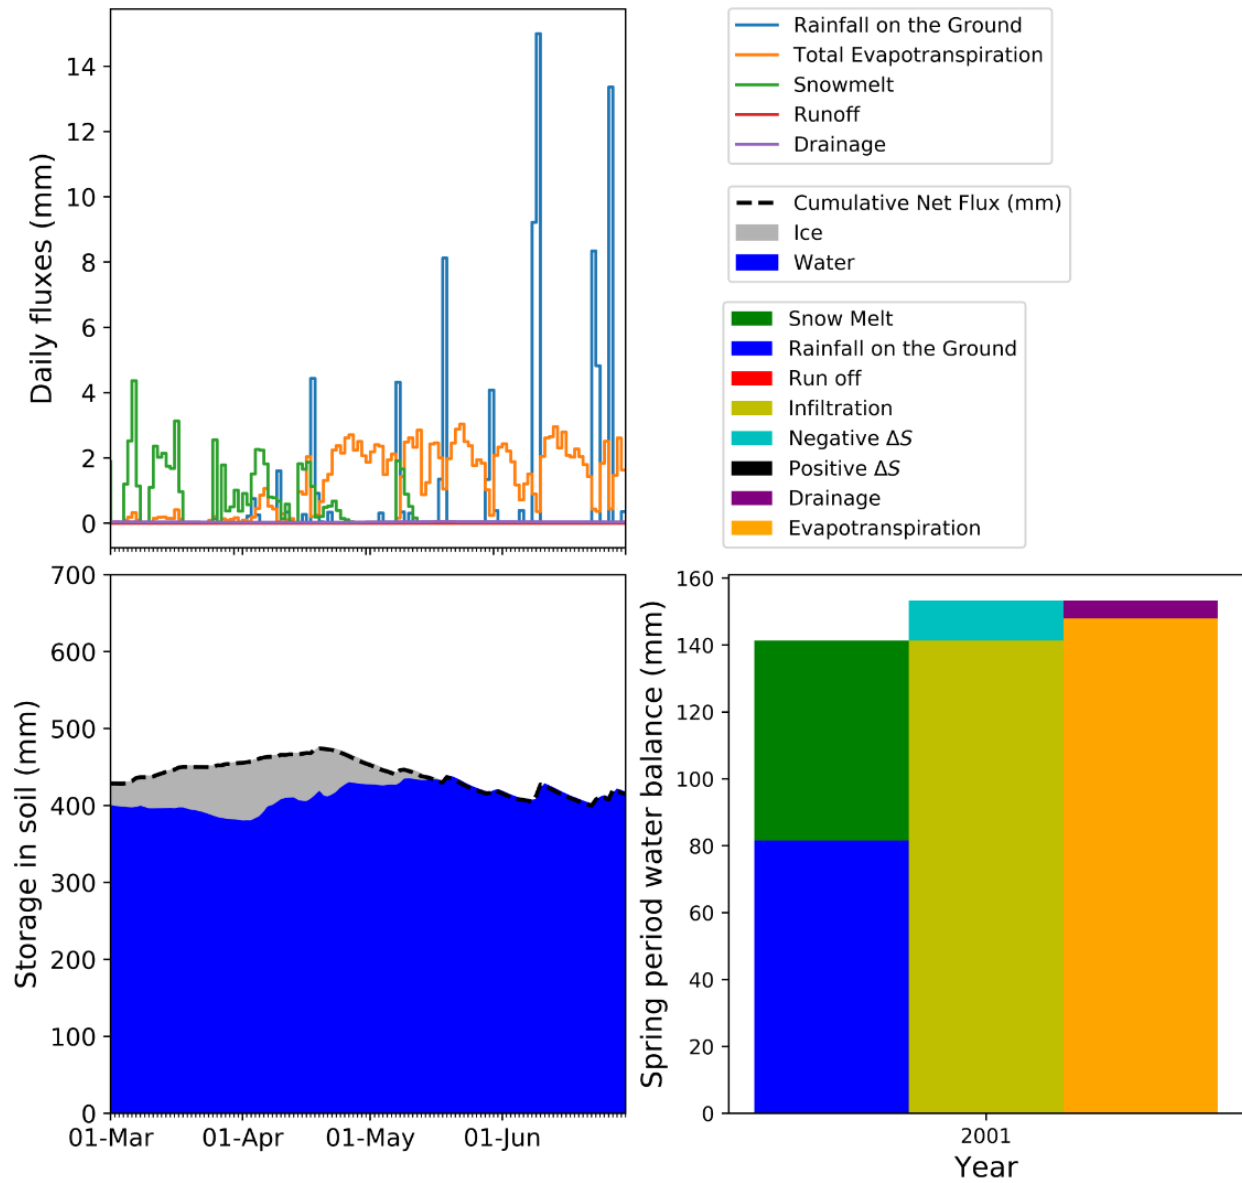 Daily fluxes (mm)
14
12
10
8
6
4
2
0
Rainfall on the Ground
Total Evapotranspiration
Snowmelt
Runoff
Drainage
Cumulative Net Flux (mm)
Ice
Water
Snow Melt
Rainfall on the Ground
Run off
Infiltration
Negative ΔS
Positive ΔS
Drainage
Evapotranspiration
Storage in soil (mm)
700
600
500
400
300
200
100
0
01-Mar 01-Apr 01-May 01-Jun
Spring period water balance (mm)
160
140
120
100
80
60
40
20
0
2001
Year